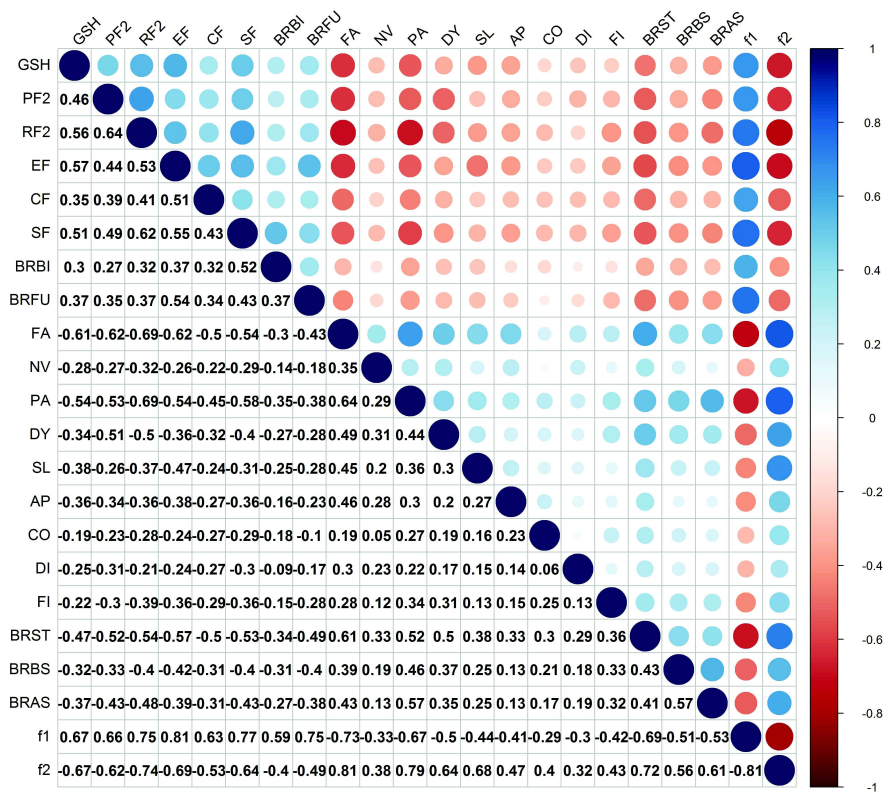 GSH PF2 RF2 EF CF SF BRBI BRFU FA NV PA DY SL AP CO DI FI BRST BRBS BRAS f1 f2
GSH
PF2 0.46
RF2 0.56 0.64
EF 0.57 0.44 0.53
CF 0.35 0.39 0.41 0.51
SF 0.51 0.49 0.62 0.55 0.43
BRBI 0.3 0.27 0.32 0.37 0.32 0.52
BRFU 0.37 0.35 0.37 0.54 0.34 0.43 0.37
FA -0.61 -0.62 -0.69 -0.62 -0.5 -0.54 -0.3 -0.43
NV -0.28 -0.27 -0.32 -0.26 -0.22 -0.29 -0.14 -0.18 0.35
PA -0.54 -0.53 -0.69 -0.54 -0.45 -0.58 -0.35 -0.38 0.64 0.29
DY -0.34 -0.51 -0.5 -0.36 -0.32 -0.4 -0.27 -0.28 0.49 0.31 0.44
SL -0.38 -0.26 -0.37 -0.47 -0.24 -0.31 -0.25 -0.28 0.45 0.2 0.36 0.3
AP -0.36 -0.34 -0.36 -0.38 -0.27 -0.36 -0.16 -0.23 0.46 0.28 0.3 0.2 0.27
CO -0.19 -0.23 -0.28 -0.24 -0.27 -0.29 -0.18 -0.1 0.19 0.05 0.27 0.19 0.16 0.23
DI -0.25 -0.31 -0.21 -0.24 -0.27 -0.3 -0.09 -0.17 0.3 0.23 0.22 0.17 0.15 0.14 0.06
FI -0.22 -0.3 -0.39 -0.36 -0.29 -0.36 -0.15 -0.28 0.28 0.12 0.34 0.31 0.13 0.15 0.25 0.13
BRST -0.47 -0.52 -0.54 -0.57 -0.5 -0.53 -0.34 -0.49 0.61 0.33 0.52 0.5 0.38 0.33 0.3 0.29 0.36
BRBS -0.32 -0.33 -0.4 -0.42 -0.31 -0.4 -0.31 -0.4 0.39 0.19 0.46 0.37 0.25 0.13 0.21 0.18 0.33 0.43
BRAS -0.37 -0.43 -0.48 -0.39 -0.31 -0.43 -0.27 -0.38 0.43 0.13 0.57 0.35 0.25 0.13 0.17 0.19 0.32 0.41 0.57
f1 0.67 0.66 0.75 0.81 0.63 0.77 0.59 0.75 -0.73 -0.33 -0.67 -0.5 -0.44 -0.41 -0.29 -0.3 -0.42 -0.69 -0.51 -0.53
f2 -0.67 -0.62 -0.74 -0.69 -0.53 -0.64 -0.4 -0.49 0.81 0.38 0.79 0.64 0.68 0.47 0.4 0.32 0.43 0.72 0.56 0.61 -0.81
1
0.8
0.6
0.4
0.2
0
-0.2
-0.4
-0.6
-0.8
-1